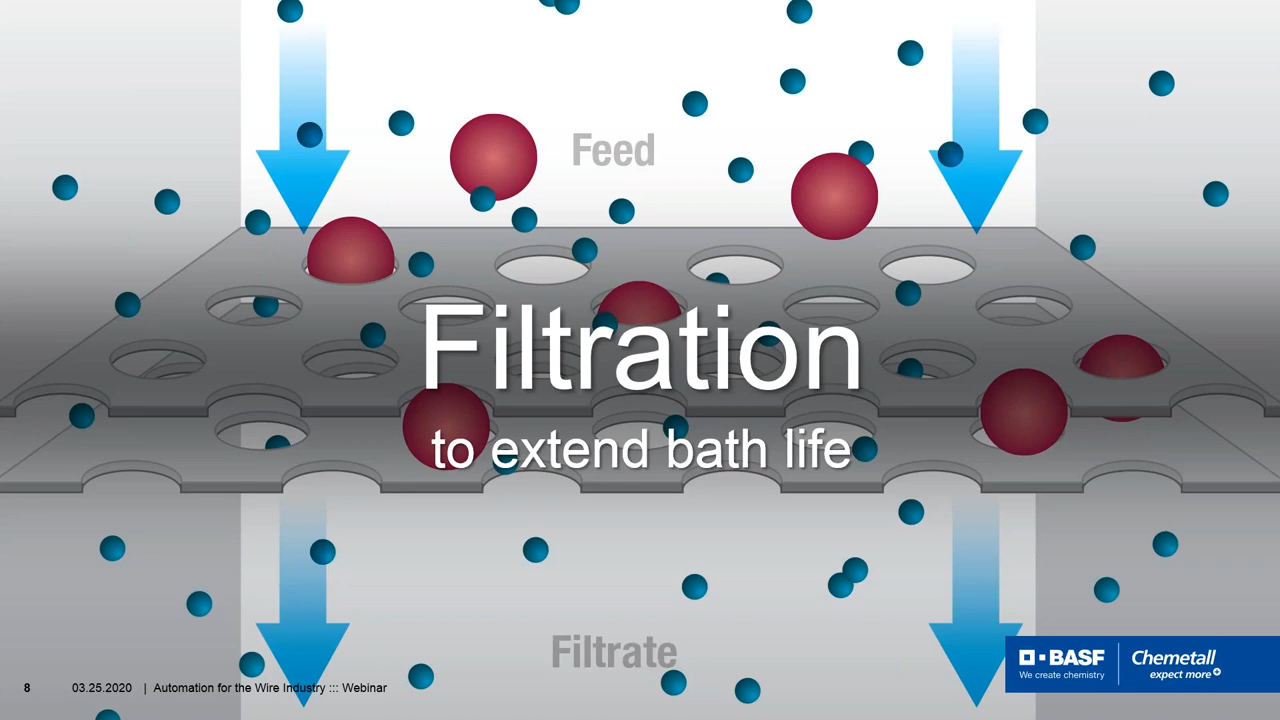 Feed
Filtration
to extend bath life
Filtrate
8 03.25.2020 | Automation for the Wire Industry ::: Webinar
BASF
We create chemistry
Chemetall
expect more